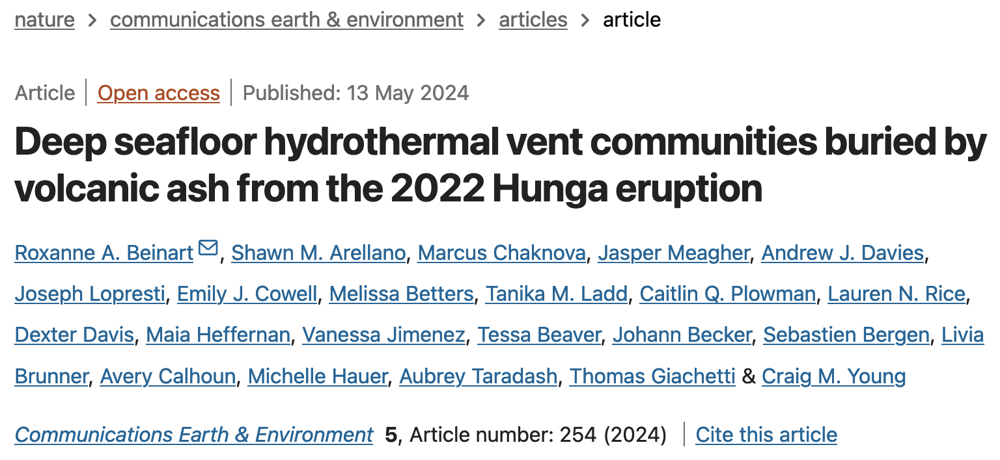 nature > communications earth & environment > articles > article
Article | Open access | Published: 13 May 2024
Deep seafloor hydrothermal vent communities buried by
volcanic ash from the 2022 Hunga eruption
Roxanne A. Beinart, Shawn M. Arellano, Marcus Chaknova, Jasper Meagher, Andrew J. Davies,
Joseph Lopresti, Emily J. Cowell, Melissa Betters, Tanika M. Ladd, Caitlin Q. Plowman, Lauren N. Rice,
Dexter Davis, Maia Heffernan, Vanessa Jimenez, Tessa Beaver, Johann Becker, Sebastien Bergen, Livia
Brunner, Avery Calhoun, Michelle Hauer, Aubrey Taradash, Thomas Giachetti & Craig M. Young
Communications Earth & Environment 5, Article number: 254 (2024) | Cite this article